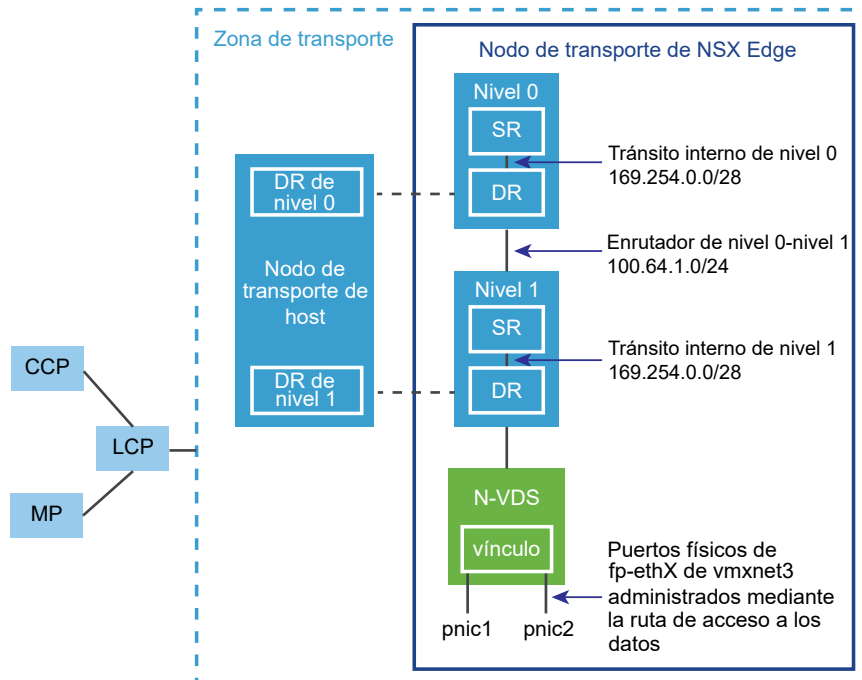 Zona de transporte
Nodo de transporte de NSX Edge
Nivel 0
SR
DR
Tránsito interno de nivel 0
169.254.0.0/28
DR de
nivel 0
Nodo de
transporte de
host
DR de
nivel 1
Enrutador de nivel 0-nivel 1
100.64.1.0/24
Nivel 1
SR
DR
Tránsito interno de nivel 1
169.254.0.0/28
CCP
LCP
MP
N-VDS
vínculo
pnic1
pnic2
Puertos físicos de
fp-ethX de vmxnet3
administrados mediante
la ruta de acceso a los
datos